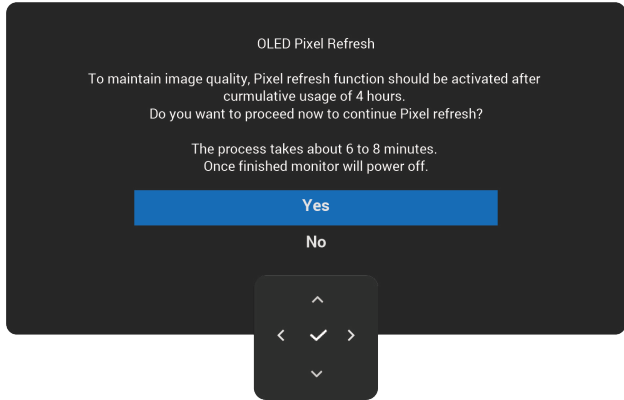 OLED Pixel Refresh
To maintain image quality, Pixel refresh function should be activated after
curmulative usage of 4 hours.
Do you want to proceed now to continue Pixel refresh?
The process takes about 6 to 8 minutes.
Once finished monitor will power off.
Yes
No